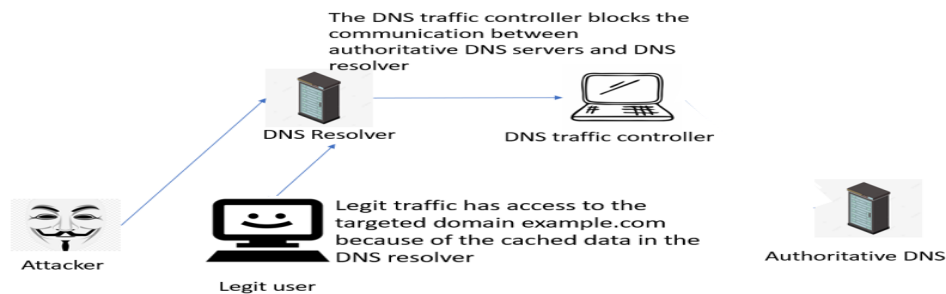 The DNS traffic controller blocks the
communication between
authoritative DNS servers and DNS
resolver
DNS Resolver
DNS traffic controller
Legit traffic has access to the
targeted domain example.com
because of the cached data in the
DNS resolver
Attacker
Authoritative DNS
Legit user